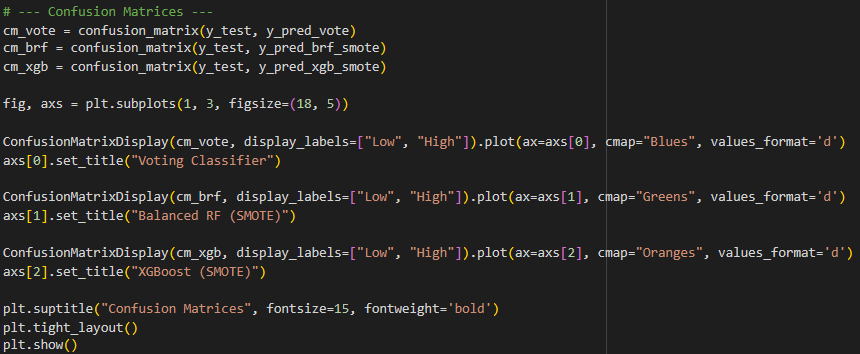 # --- Confusion Matrices ---
cm_vote = confusion_matrix(y_test, y_pred_vote)
cm_brf = confusion_matrix(y_test, y_pred_brf_smote)
cm_xgb = confusion_matrix(y_test, y_pred_xgb_smote)
fig, axs = plt.subplots(1, 3, figsize=(18, 5))
ConfusionMatrixDisplay(cm_vote, display_labels=["Low", "High"]).plot(ax=axs[0], cmap="Blues", values_format='d')
axs[0].set_title("Voting Classifier")
ConfusionMatrixDisplay(cm_brf, display_labels=["Low", "High"]).plot(ax=axs[1], cmap="Greens", values_format='d')
axs[1].set_title("Balanced RF (SMOTE)")
ConfusionMatrixDisplay(cm_xgb, display_labels=["Low", "High"]).plot(ax=axs[2], cmap="Oranges", values_format='d')
axs[2].set_title("XGBoost (SMOTE)")
plt.suptitle("Confusion Matrices", fontsize=15, fontweight='bold')
plt.tight_layout()
plt.show()